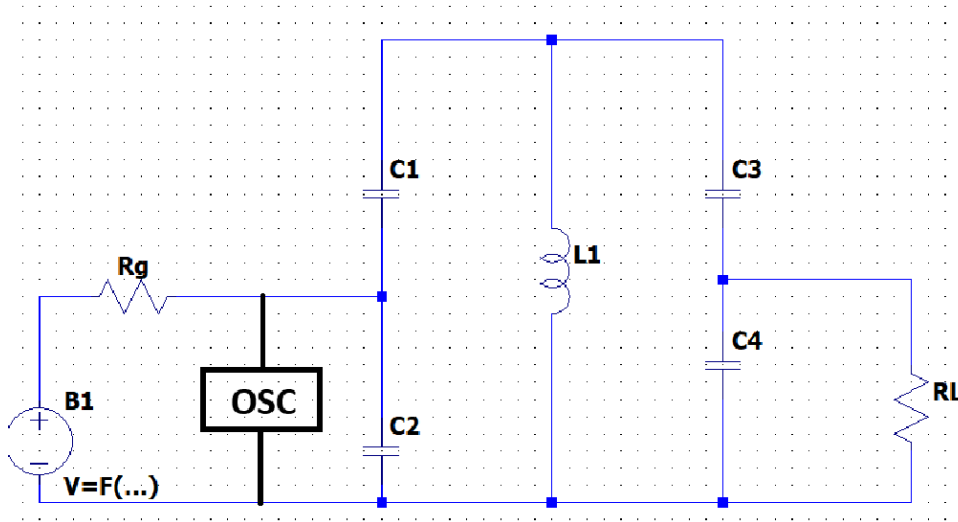 C1
C3
Rg
L1
C4
B1
OSC
RL
C2
V=F(...)